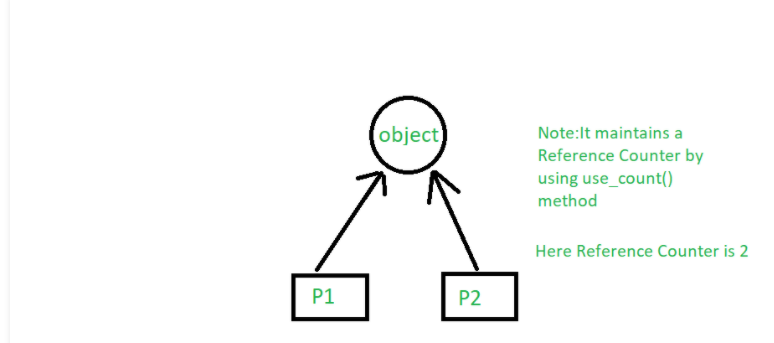 object
Note:It maintains a
Reference Counter by
using use_count()
method
Here Reference Counter is 2
P1
P2